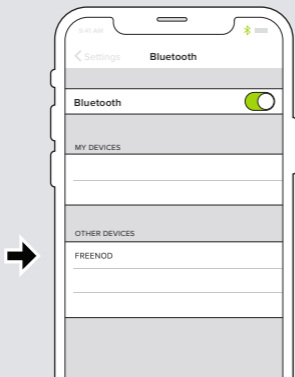 9:41 AM
Settings Bluetooth
Bluetooth
MY DEVICES
OTHER DEVICES
FREENOD